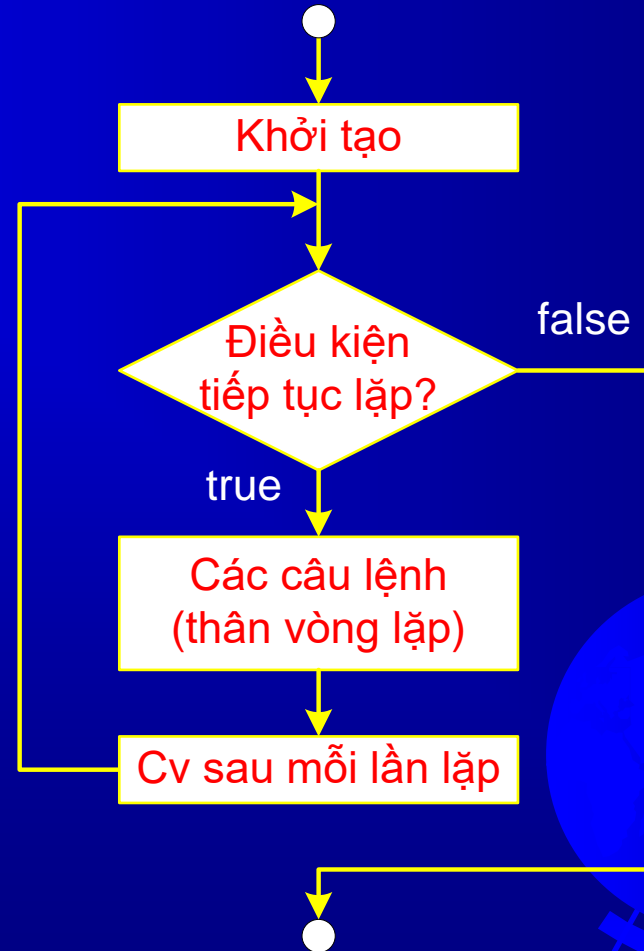 Khởi tạo
false
Điều kiện
tiếp tục lặp?
true
Các câu lệnh
(thân vòng lặp)
Cv sau mỗi lần lặp